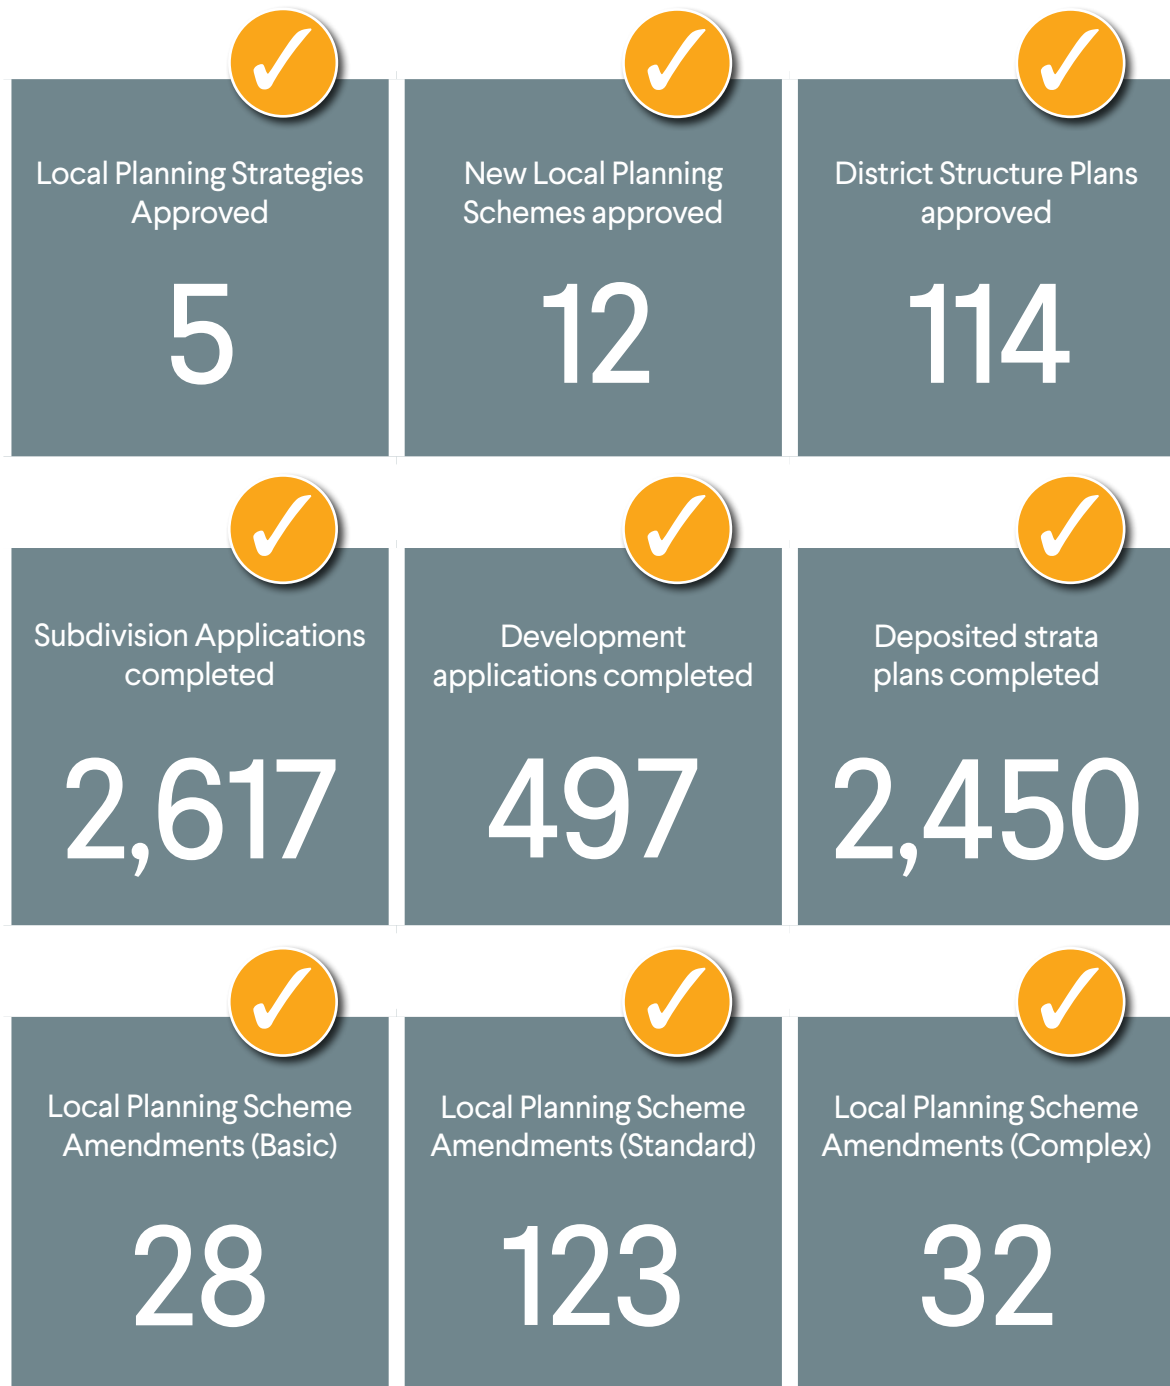 Local Planning Strategies
Approved
5
New Local Planning
Schemes approved
12
District Structure Plans
approved
114
Subdivision Applications
completed
2,617
Development
applications completed
497
Deposited strata
plans completed
2,450
Local Planning Scheme
Amendments (Basic)
28
Local Planning Scheme
Amendments (Standard)
123
Local Planning Scheme
Amendments (Complex)
32